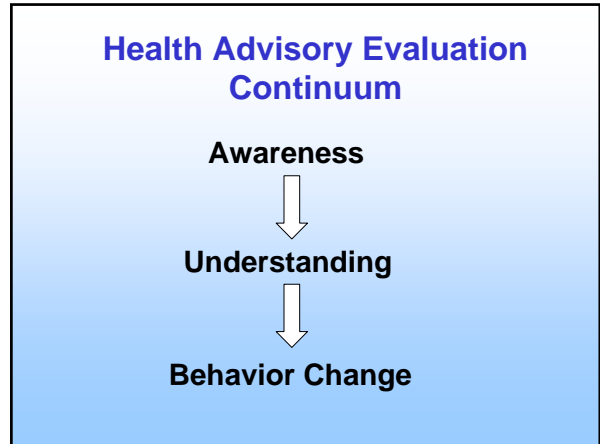 Health Advisory Evaluation
Continuum
Awareness
Understanding
Behavior Change